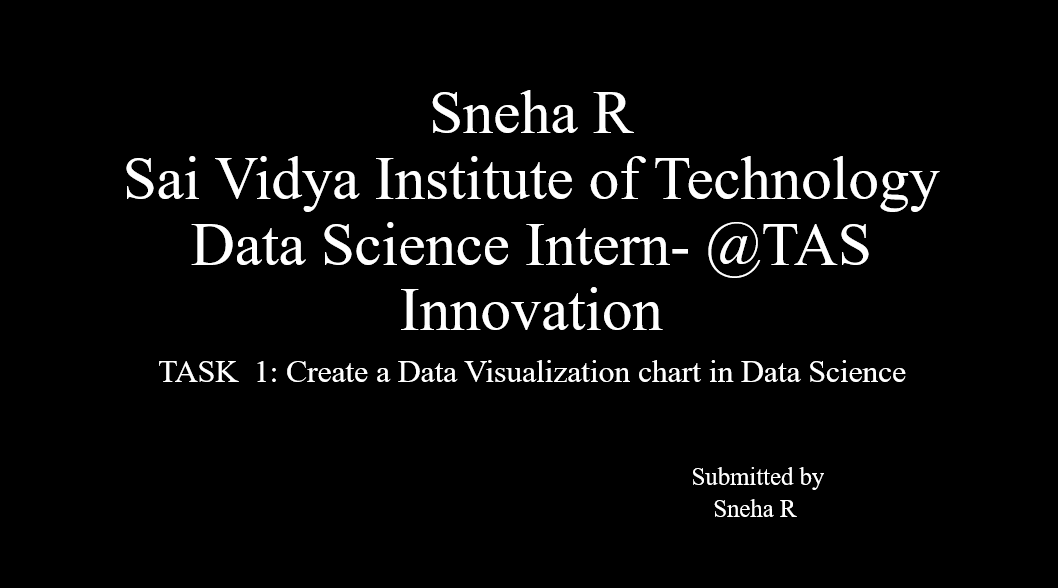 Sneha R
Sai Vidya Institute of Technology
Data Science Intern- @TAS
Innovation
TASK  1: Create a Data Visualization chart in Data Science
Submitted by
Sneha R